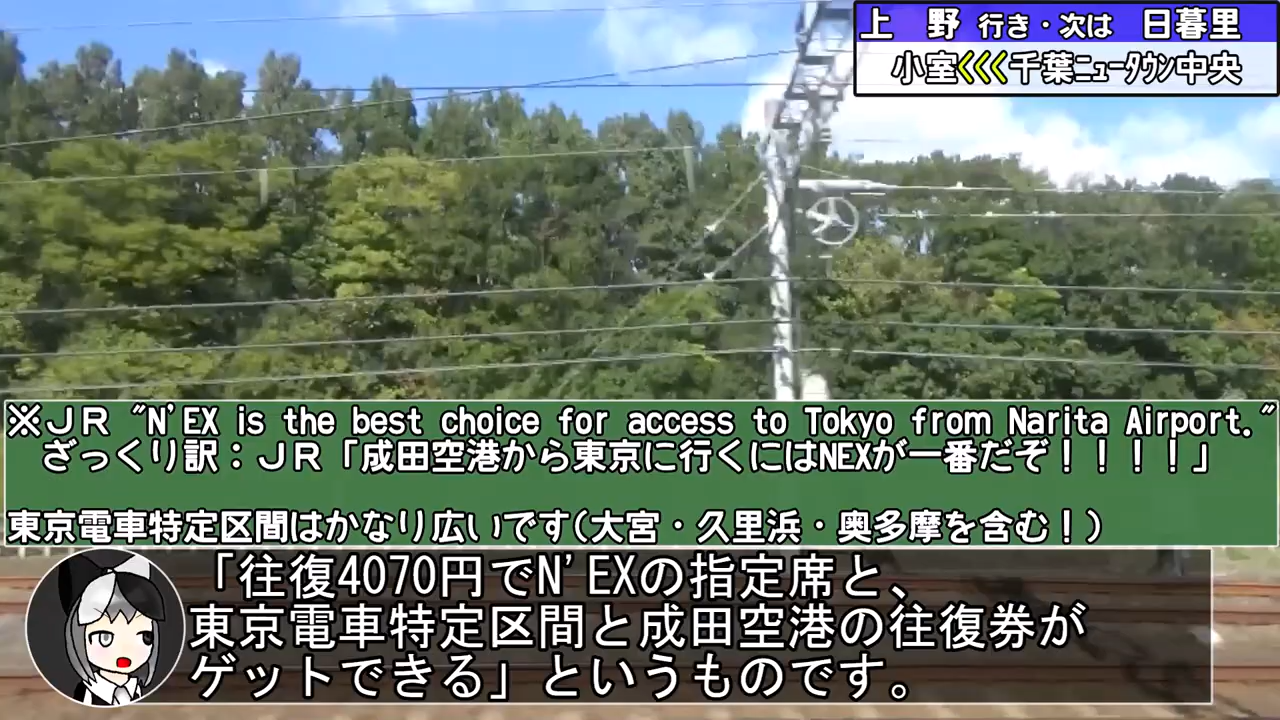 上　野 行き・次は　日暮里
小室<<<千葉ﾆｭｰﾀｳﾝ中央
※ＪＲ "N'EX is the best choice for access to Tokyo from Narita Airport."
ざっくり訳：ＪＲ「成田空港から東京に行くにはNEXが一番だぞ！！！！」
東京電車特定区間はかなり広いです(大宮・久里浜・奥多摩を含む！)
「往復4070円でN'EXの指定席と、
東京電車特定区間と成田空港の往復券が
ゲットできる」というものです。